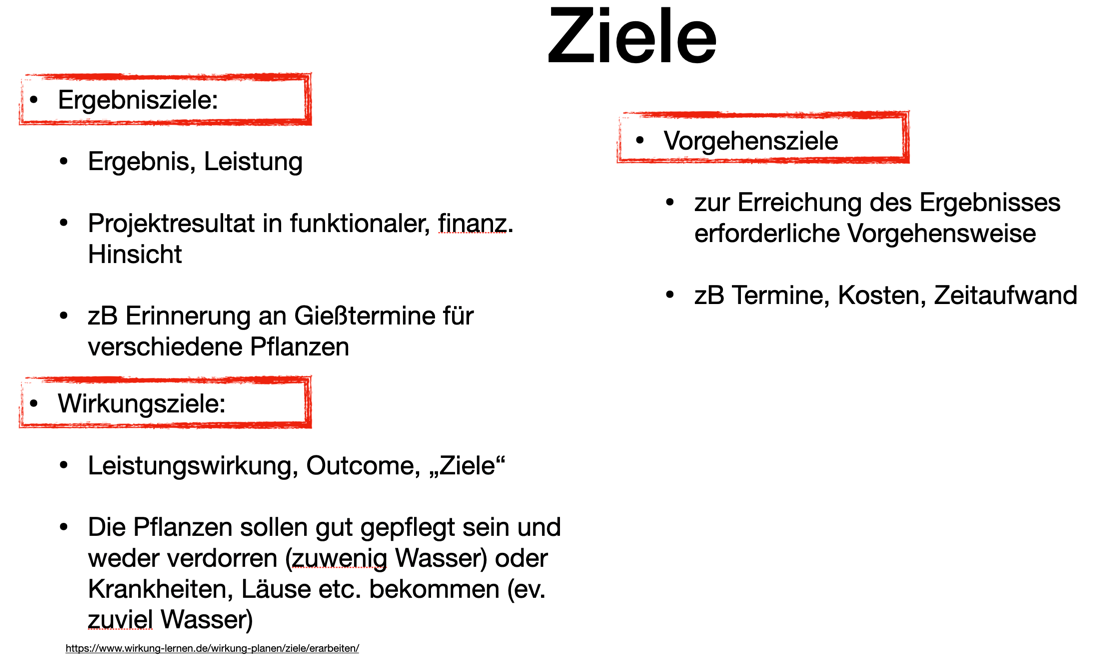 Ziele
• Ergebnisziele:
• Ergebnis, Leistung
• Projektresultat in funktionaler, finanz.
Hinsicht
• zB Erinnerung an Gießtermine für
verschiedene Pflanzen
• Wirkungsziele:
• Leistungswirkung, Outcome, „Ziele“
• Die Pflanzen sollen gut gepflegt sein und
weder verdorren (zuwenig Wasser) oder
Krankheiten, Läuse etc. bekommen (ev.
zuviel Wasser)
https://www.wirkung-lernen.de/wirkung-planen/ziele/erarbeiten/
• Vorgehensziele
• zur Erreichung des Ergebnisses
erforderliche Vorgehensweise
• zB Termine, Kosten, Zeitaufwand